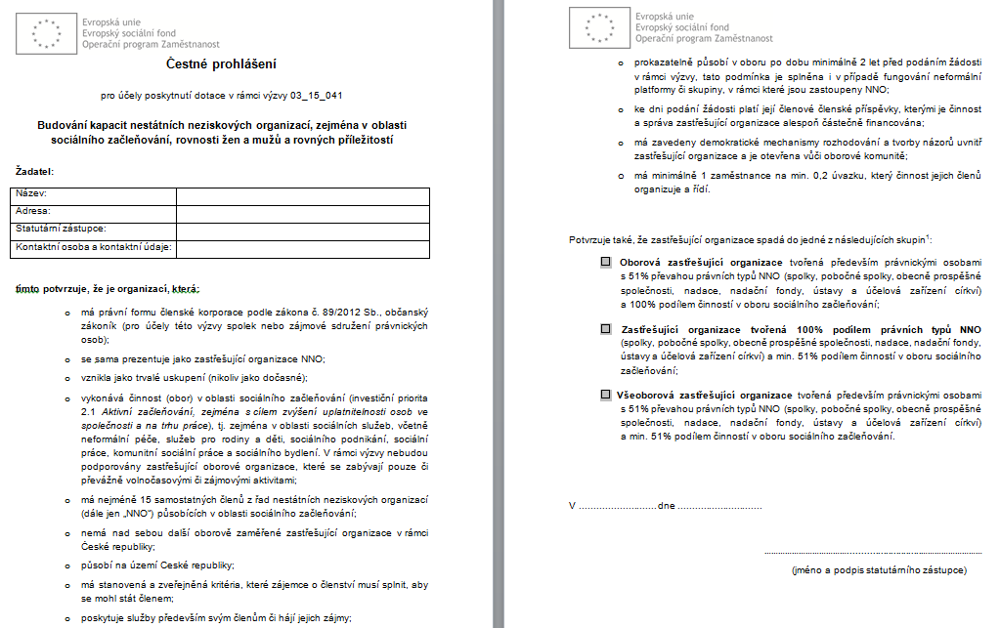 Evropská unie
Evropský sociální fond
Operační program Zaměstnanost
Čestné prohlášení
pro účely poskytnutí dotace v rámci výzvy 03_15_041
Budování kapacit nestátních neziskových organizací, zejména v oblasti
sociálního začleňování, rovnosti žen a mužů a rovných příležitostí
Žadatel:
Název:
Adresa:
Statutární zástupce:
Kontaktní osoba a kontaktní údaje:
tímto potvrzuje, že je organizací, která:
o má právní formu členské korporace podle zákona č. 89/2012 Sb., občanský
zákoník (pro účely této výzvy spolek nebo zájmové sdružení právnických
osob);
o se sama prezentuje jako zastřešující organizace NNO;
o vznikla jako trvalé uskupení (nikoliv jako dočasné);
o vykonává činnost (obor) v oblasti sociálního začleňování (investiční priorita
2.1 Aktivní začleňování, zejména s cílem zvýšení uplatnitelnosti osob ve
společnosti a na trhu práce), tj. zejména v oblasti sociálních služeb, včetně
neformální péče, služeb pro rodiny a děti, sociálního podnikání, sociální
práce, komunitní sociální práce a sociálního bydlení. V rámci výzvy nebudou
podporovány zastřešující oborové organizace, které se zabývají pouze či
převážně volnočasovými či zájmovými aktivitami;
o má nejméně 15 samostatných členů z řad nestátních neziskových organizací
(dále jen „NNO“) působících v oblasti sociálního začleňování;
o nemá nad sebou další oborově zaměřené zastřešující organizace v rámci
České republiky;
o působí na území České republiky;
o má stanovená a zveřejněná kritéria, které zájemce o členství musí splnit, aby
se mohl stát členem;
o poskytuje služby především svým členům či hájí jejich zájmy;
Evropská unie
Evropský sociální fond
Operační program Zaměstnanost
o prokazatelně působí v oboru po dobu minimálně 2 let před podáním žádosti
v rámci výzvy, tato podmínka je splněna i v případě fungování neformální
platformy či skupiny, v rámci které jsou zastoupeny NNO;
o ke dni podání žádosti platí její členové členské příspěvky, kterými je činnost
a správa zastřešující organizace alespoň částečně financována;
o má zavedeny demokratické mechanismy rozhodování a tvorby názorů uvnitř
zastřešující organizace a je otevřena vůči oborové komunitě;
o má minimálně 1 zaměstnance na min. 0,2 úvazku, který činnost jejich členů
organizuje a řídí.
Potvrzuje také, že zastřešující organizace spadá do jedné z následujících skupin1:
Oborová zastřešující organizace tvořená především právnickými osobami
s 51% převahou právních typů NNO (spolky, pobočné spolky, obecně prospěšné
společnosti, nadace, nadační fondy, ústavy a účelová zařízení církví)
a 100% podílem činností v oboru sociálního začleňování;
Zastřešující organizace tvořená 100% podílem právních typů NNO
(spolky, pobočné spolky, obecně prospěšné společnosti, nadace, nadační fondy,
ústavy a účelová zařízení církví) a min. 51% podílem činností v oboru sociálního
začleňování;
Všeoborová zastřešující organizace tvořená především právnickými osobami
s 51% převahou právních typů NNO (spolky, pobočné spolky, obecně prospěšné
společnosti, nadace, nadační fondy, ústavy a účelová zařízení církví)
a min. 51% podílem činností v oboru sociálního začleňování.
V ........................... dne .............................
(jméno a podpis statutárního zástupce)